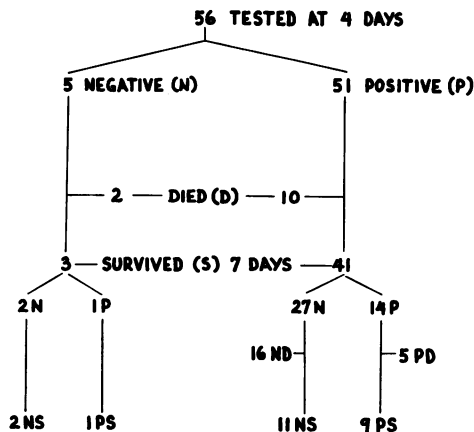 56 TESTED AT 4 DAYS
5 NEGATIVE (N) 51 POSITIVE (P)
2 DIED (D) 10
3 SURVIVED (S) 7 DAYS 41
2N 1P 27N 14P
16 ND 5 PD
2NS 1PS 11NS 9PS